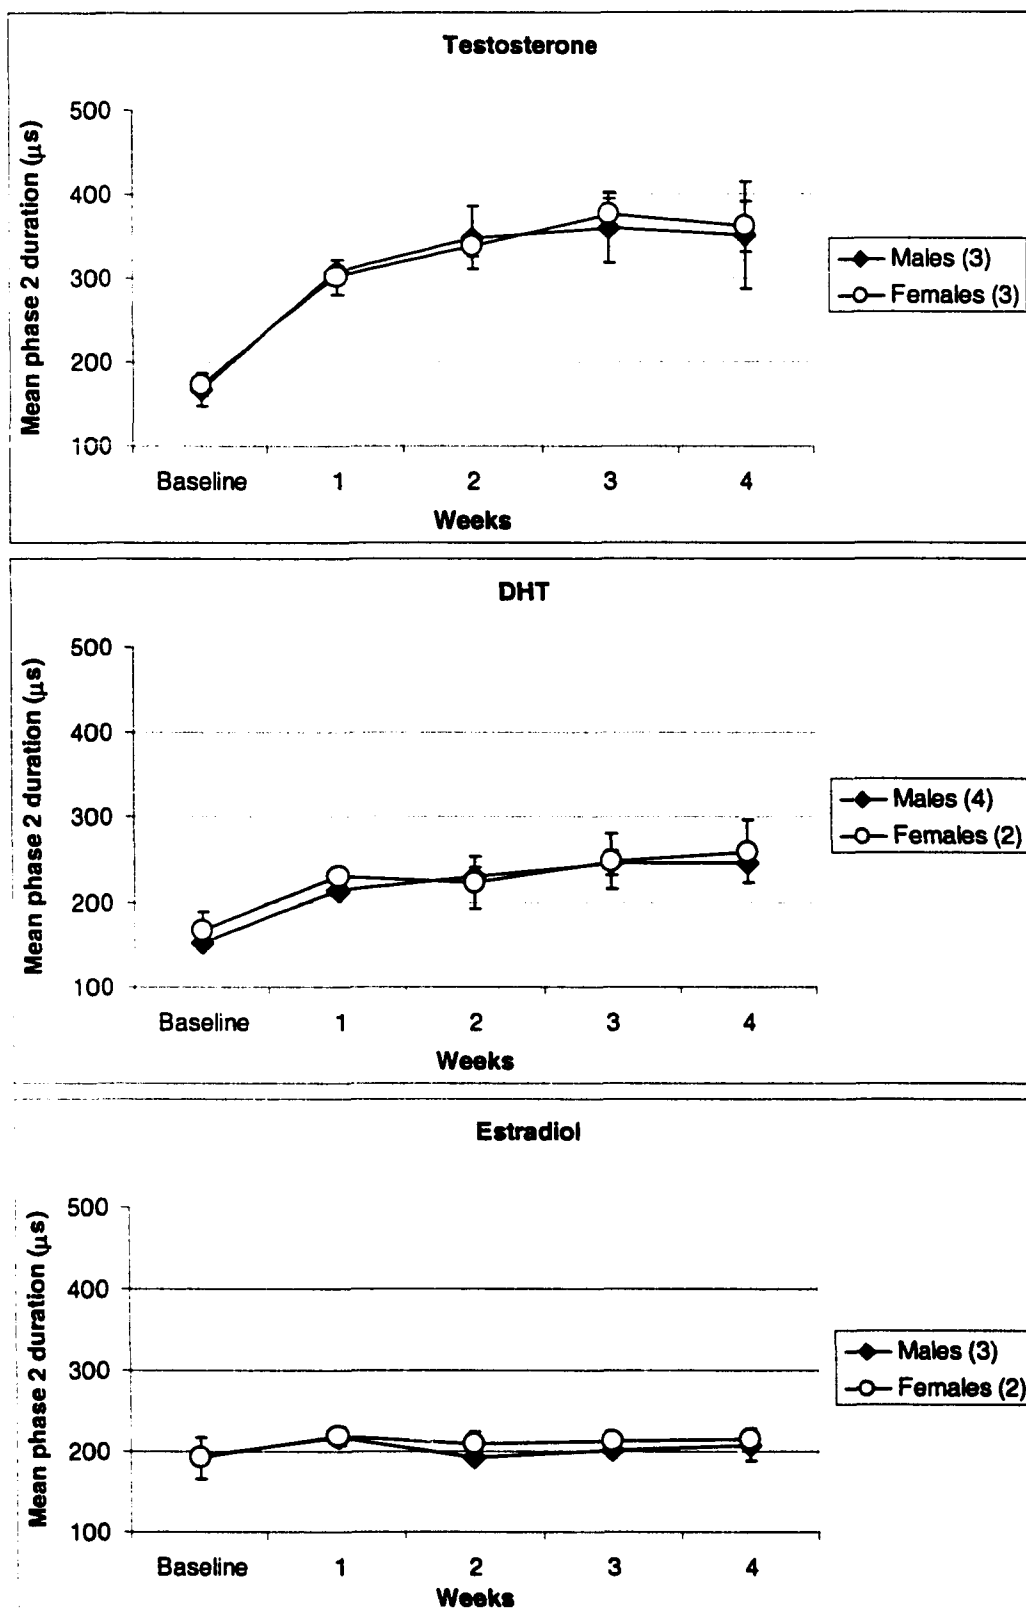 Testosterone
Mean phase 2 duration (µs)
500
400
300
200
100
Baseline 1 2 3 4
Weeks
Males (3)
Females (3)
DHT
Mean phase 2 duration (µs)
500
400
300
200
100
Baseline 1 2 3 4
Weeks
Males (4)
Females (2)
Estradiol
Mean phase 2 duration (µs)
500
400
300
200
100
Baseline 1 2 3 4
Weeks
Males (3)
Females (2)